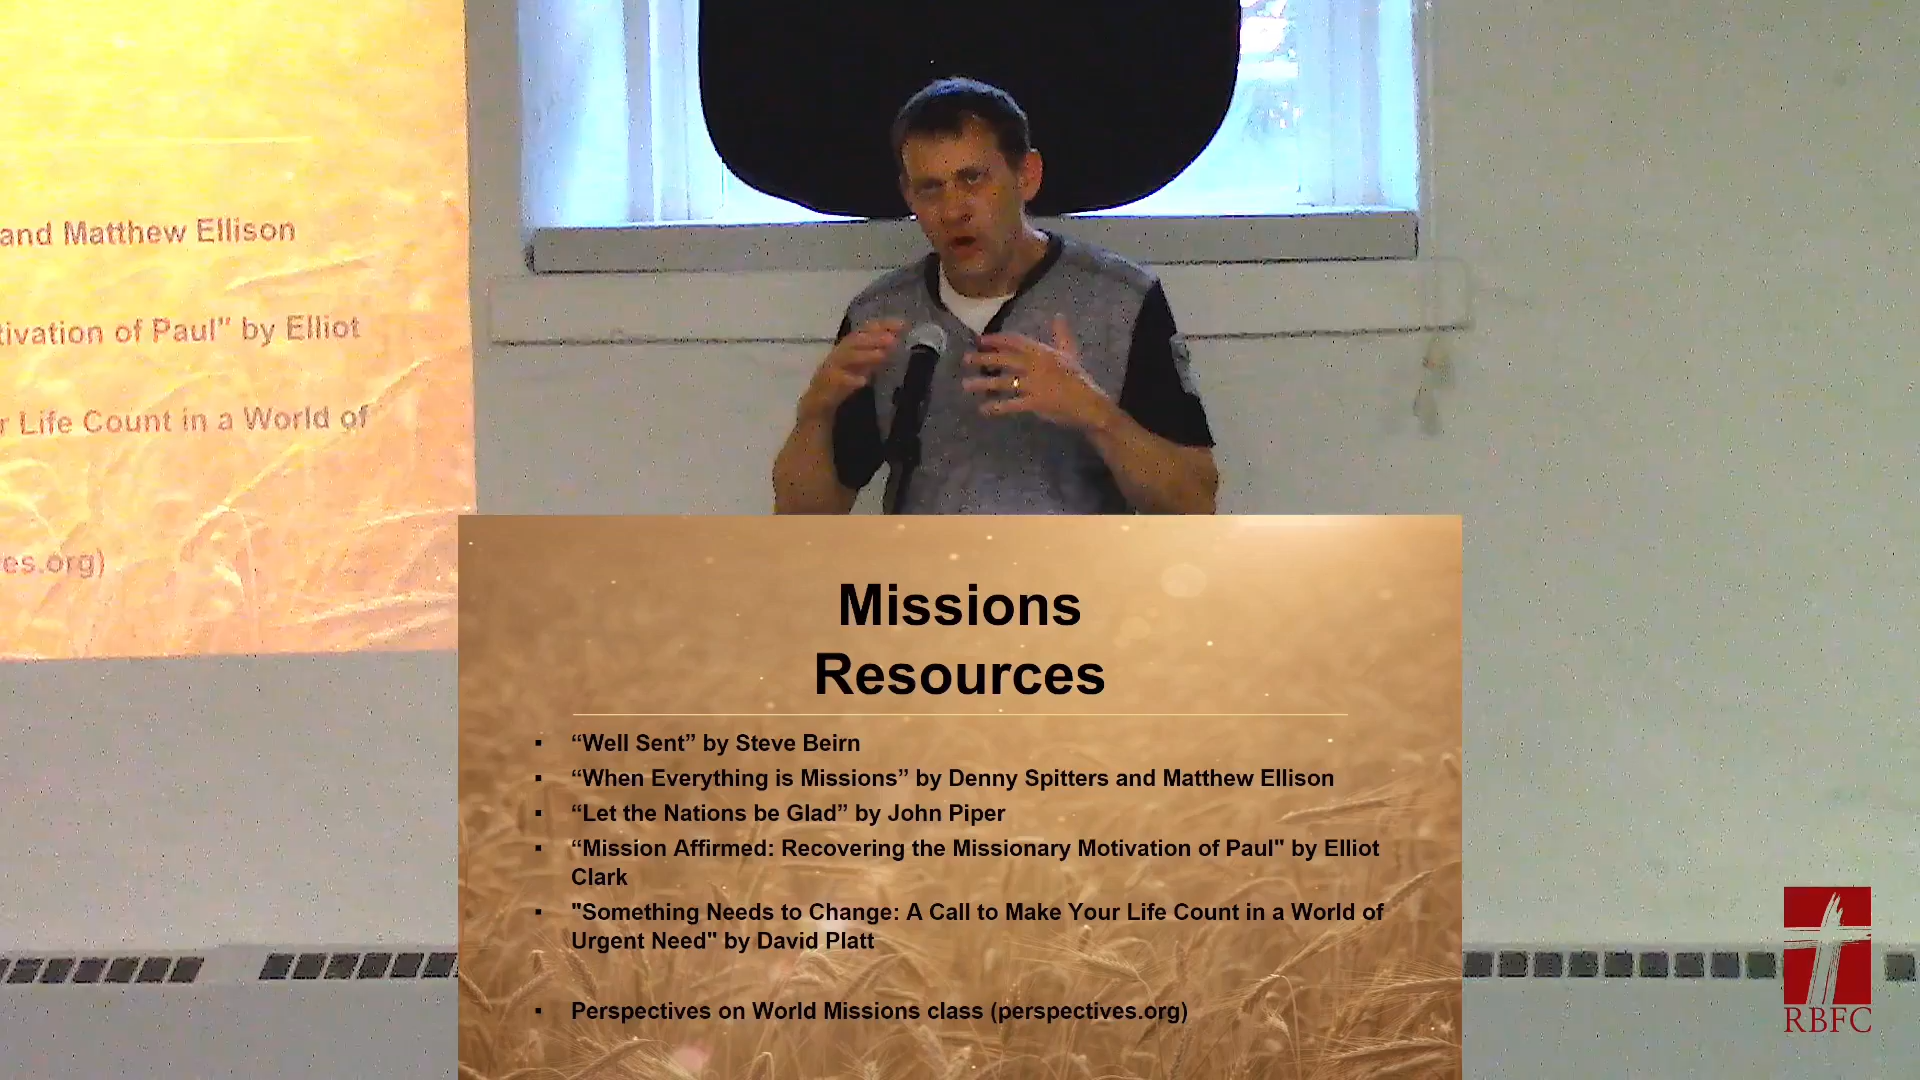 and Matthew Ellison
tivation of Paul" by Elliot
r Life Count in a World of
es.org)
Missions
Resources
▪ “Well Sent” by Steve Beirn
▪ “When Everything is Missions” by Denny Spitters and Matthew Ellison
▪ “Let the Nations be Glad” by John Piper
▪ “Mission Affirmed: Recovering the Missionary Motivation of Paul" by Elliot
Clark
▪ "Something Needs to Change: A Call to Make Your Life Count in a World of
Urgent Need" by David Platt
▪ Perspectives on World Missions class (perspectives.org)
RBFC